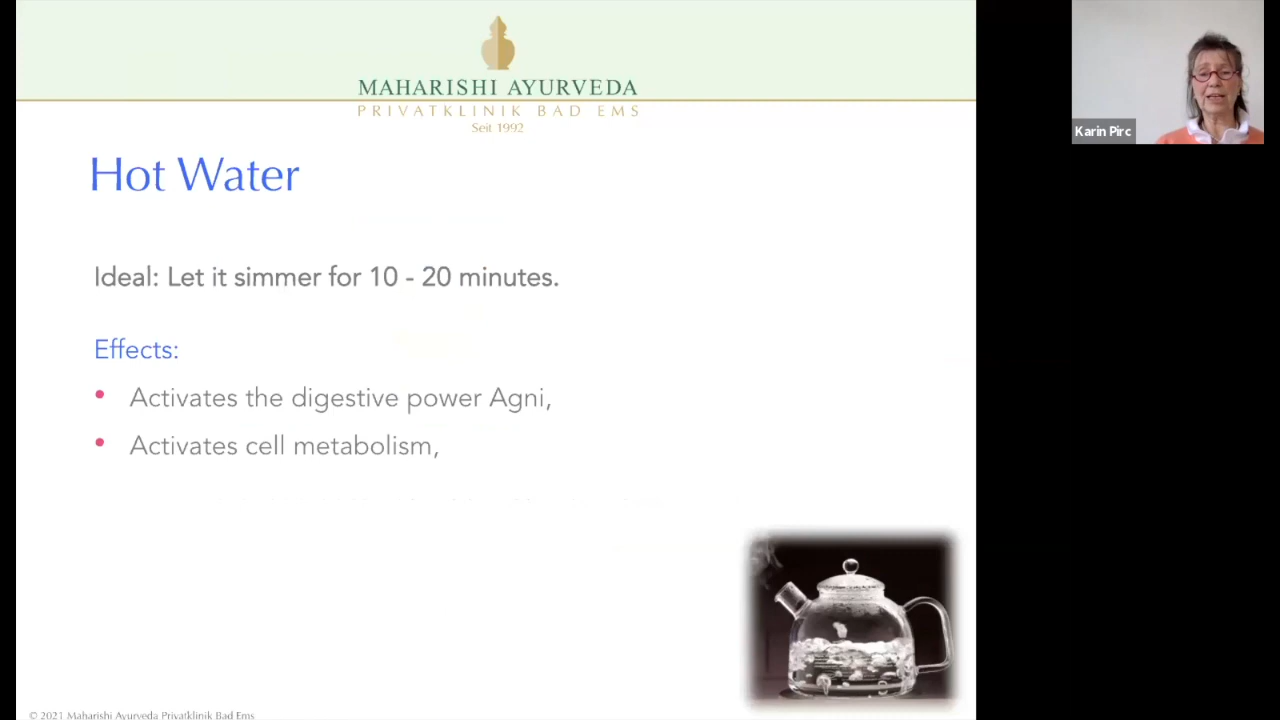 MAHARISHI AYURVEDA
PRIVATKLINIK BAD EMS
Seit 1992
Karin Pirc
Hot Water
Ideal: Let it simmer for 10 - 20 minutes.
Effects:
• Activates the digestive power Agni,
• Activates cell metabolism,
© 2021 Maharishi Ayurveda Privatklinik Bad Ems